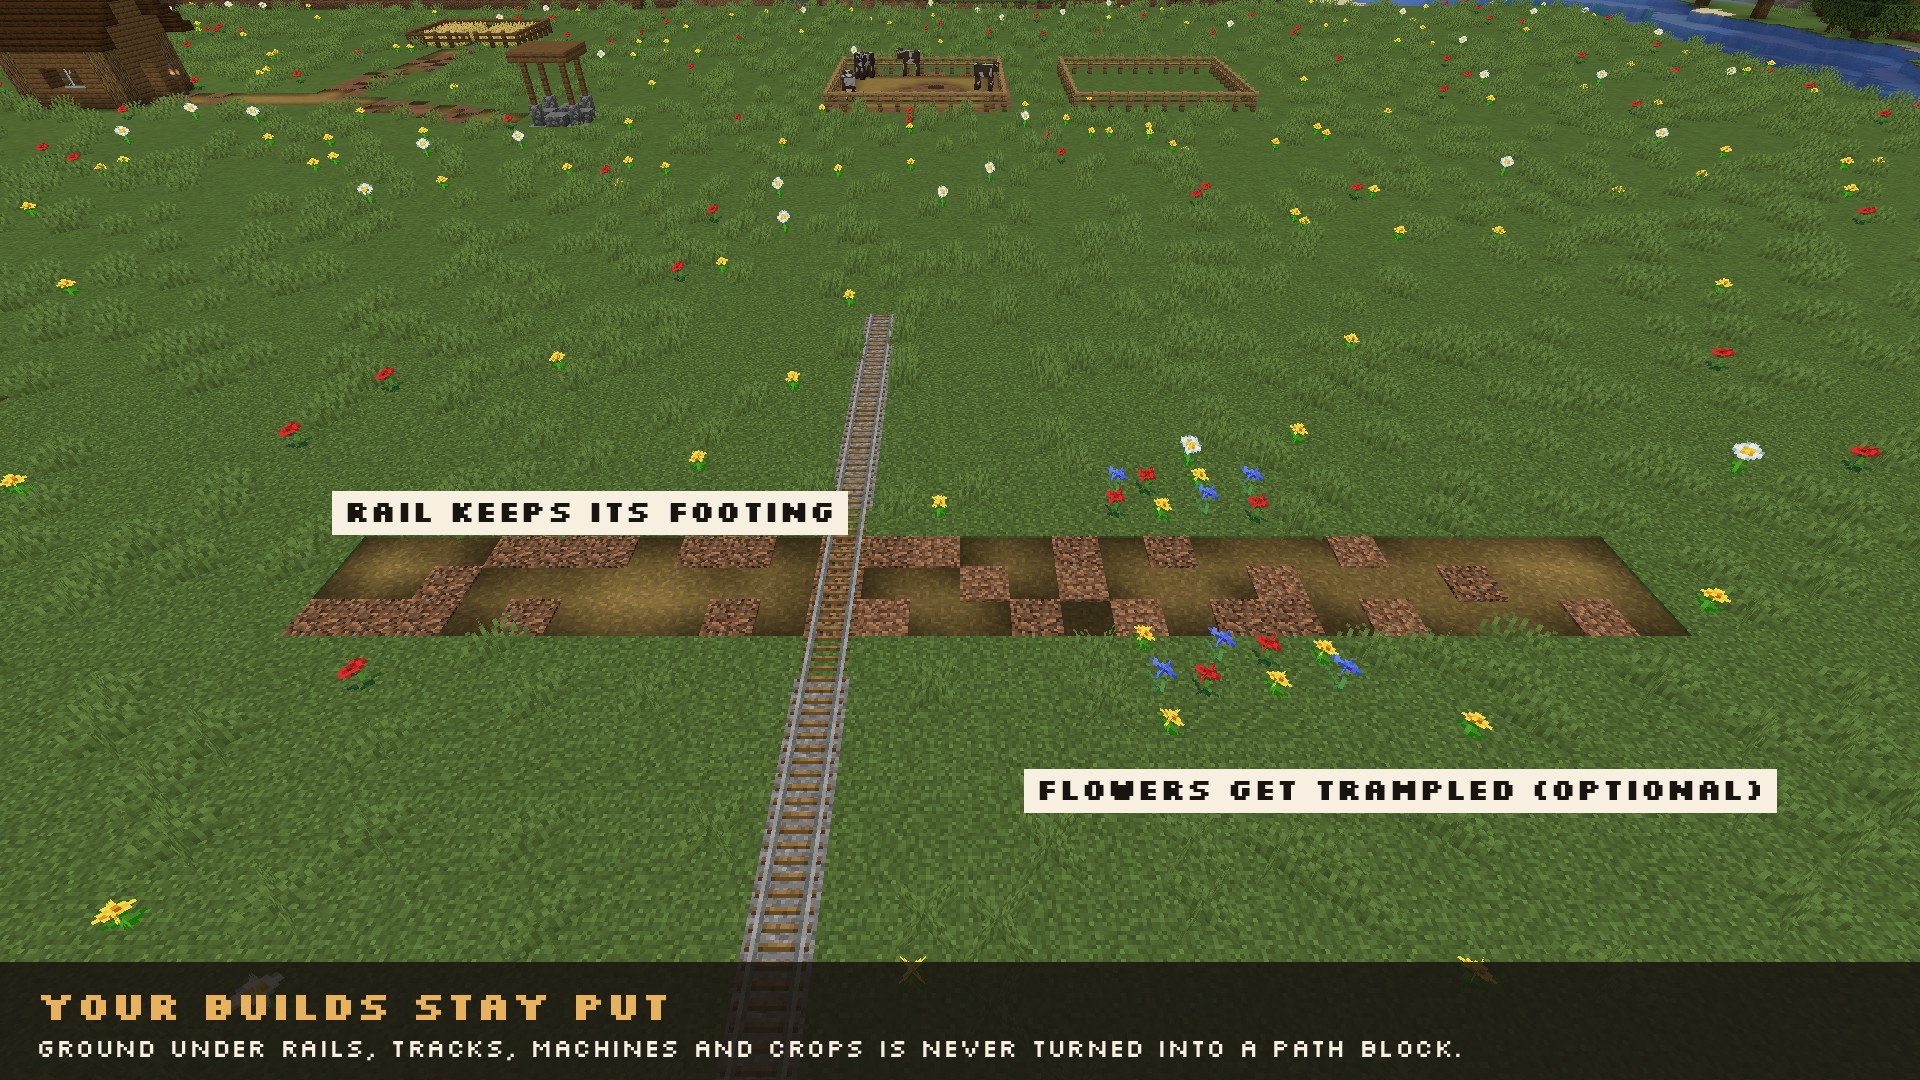 RAIL KEEPS ITS FOOTING
FLOWERS GET TRAMPLED (OPTIONAL)
YOUR BUILDS STAY PUT
GROUND UNDER RAILS, TRACKS, MACHINES AND CROPS IS NEVER TURNED INTO A PATH BLOCK.